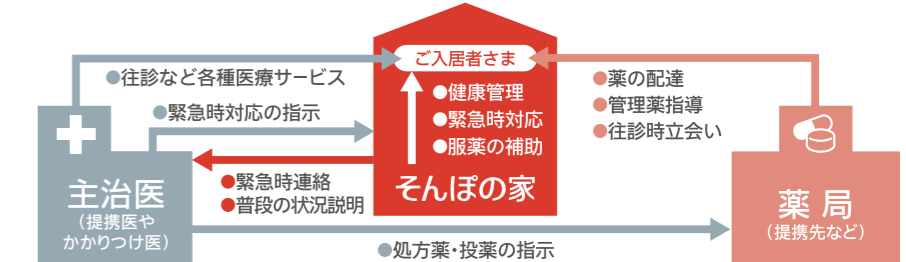 ご入居者さま
●往診など各種医療サービス
●緊急時対応の指示
●健康管理
●緊急時対応
●服薬の補助
そんぽの家
●薬の配達
●管理薬指導
●往診時立会い
主治医
（提携医や
かかりつけ医）
●緊急時連絡
●普段の状況説明
薬局
（提携先など）
●処方薬・投薬の指示